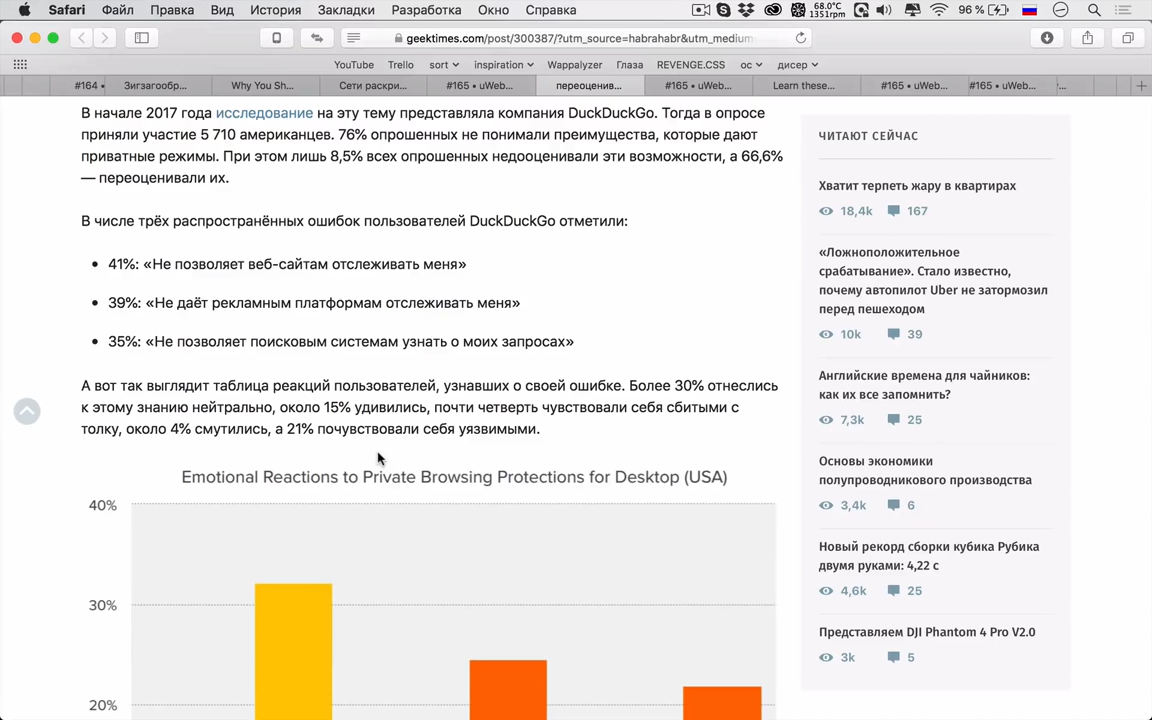 Safari Файл Правка Вид История Закладки Разработка Окно Справка 68.0°C 1351rpm 96 %
geektimes.com/post/300387/?utm_source=habrahabr&utm_medium
YouTube Trello sort inspiration Wappalyzer Глаза REVENGE.CSS ос дисер
#164 • Зигзагообр... Why You Sh... Сети раскри... #165 • uWeb... переоценив... #165 • uWeb... Learn these... #165 • uWeb... #165 • uWeb...
В начале 2017 года исследование на эту тему представляла компания DuckDuckGo. Тогда в опросе
приняли участие 5 710 американцев. 76% опрошенных не понимали преимущества, которые дают
приватные режимы. При этом лишь 8,5% всех опрошенных недооценивали эти возможности, а 66,6%
— переоценивали их.
В числе трёх распространённых ошибок пользователей DuckDuckGo отметили:
• 41%: «Не позволяет веб-сайтам отслеживать меня»
• 39%: «Не даёт рекламным платформам отслеживать меня»
• 35%: «Не позволяет поисковым системам узнать о моих запросах»
А вот так выглядит таблица реакций пользователей, узнавших о своей ошибке. Более 30% отнеслись
к этому знанию нейтрально, около 15% удивились, почти четверть чувствовали себя сбитыми с
толку, около 4% смутились, а 21% почувствовали себя уязвимыми.
Emotional Reactions to Private Browsing Protections for Desktop (USA)
40%
30%
20%
ЧИТАЮТ СЕЙЧАС
Хватит терпеть жару в квартирах
18,4k 167
«Ложноположительное
срабатывание». Стало известно,
почему автопилот Uber не затормозил
перед пешеходом
10k 39
Английские времена для чайников:
как их все запомнить?
7,3k 25
Основы экономики
полупроводникового производства
3,4k 6
Новый рекорд сборки кубика Рубика
двумя руками: 4,22 с
4,6k 25
Представляем DJI Phantom 4 Pro V2.0
3k 5